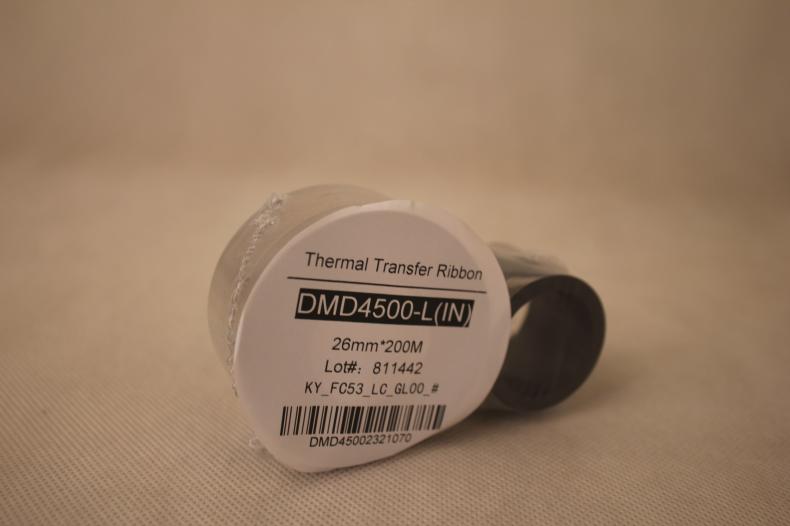 Thermal Transfer Ribbon
DMD4500-L(IN)
26mm*200M
Lot#: 811442
KY_FC53_LC_GL00_#
DMD45002321070